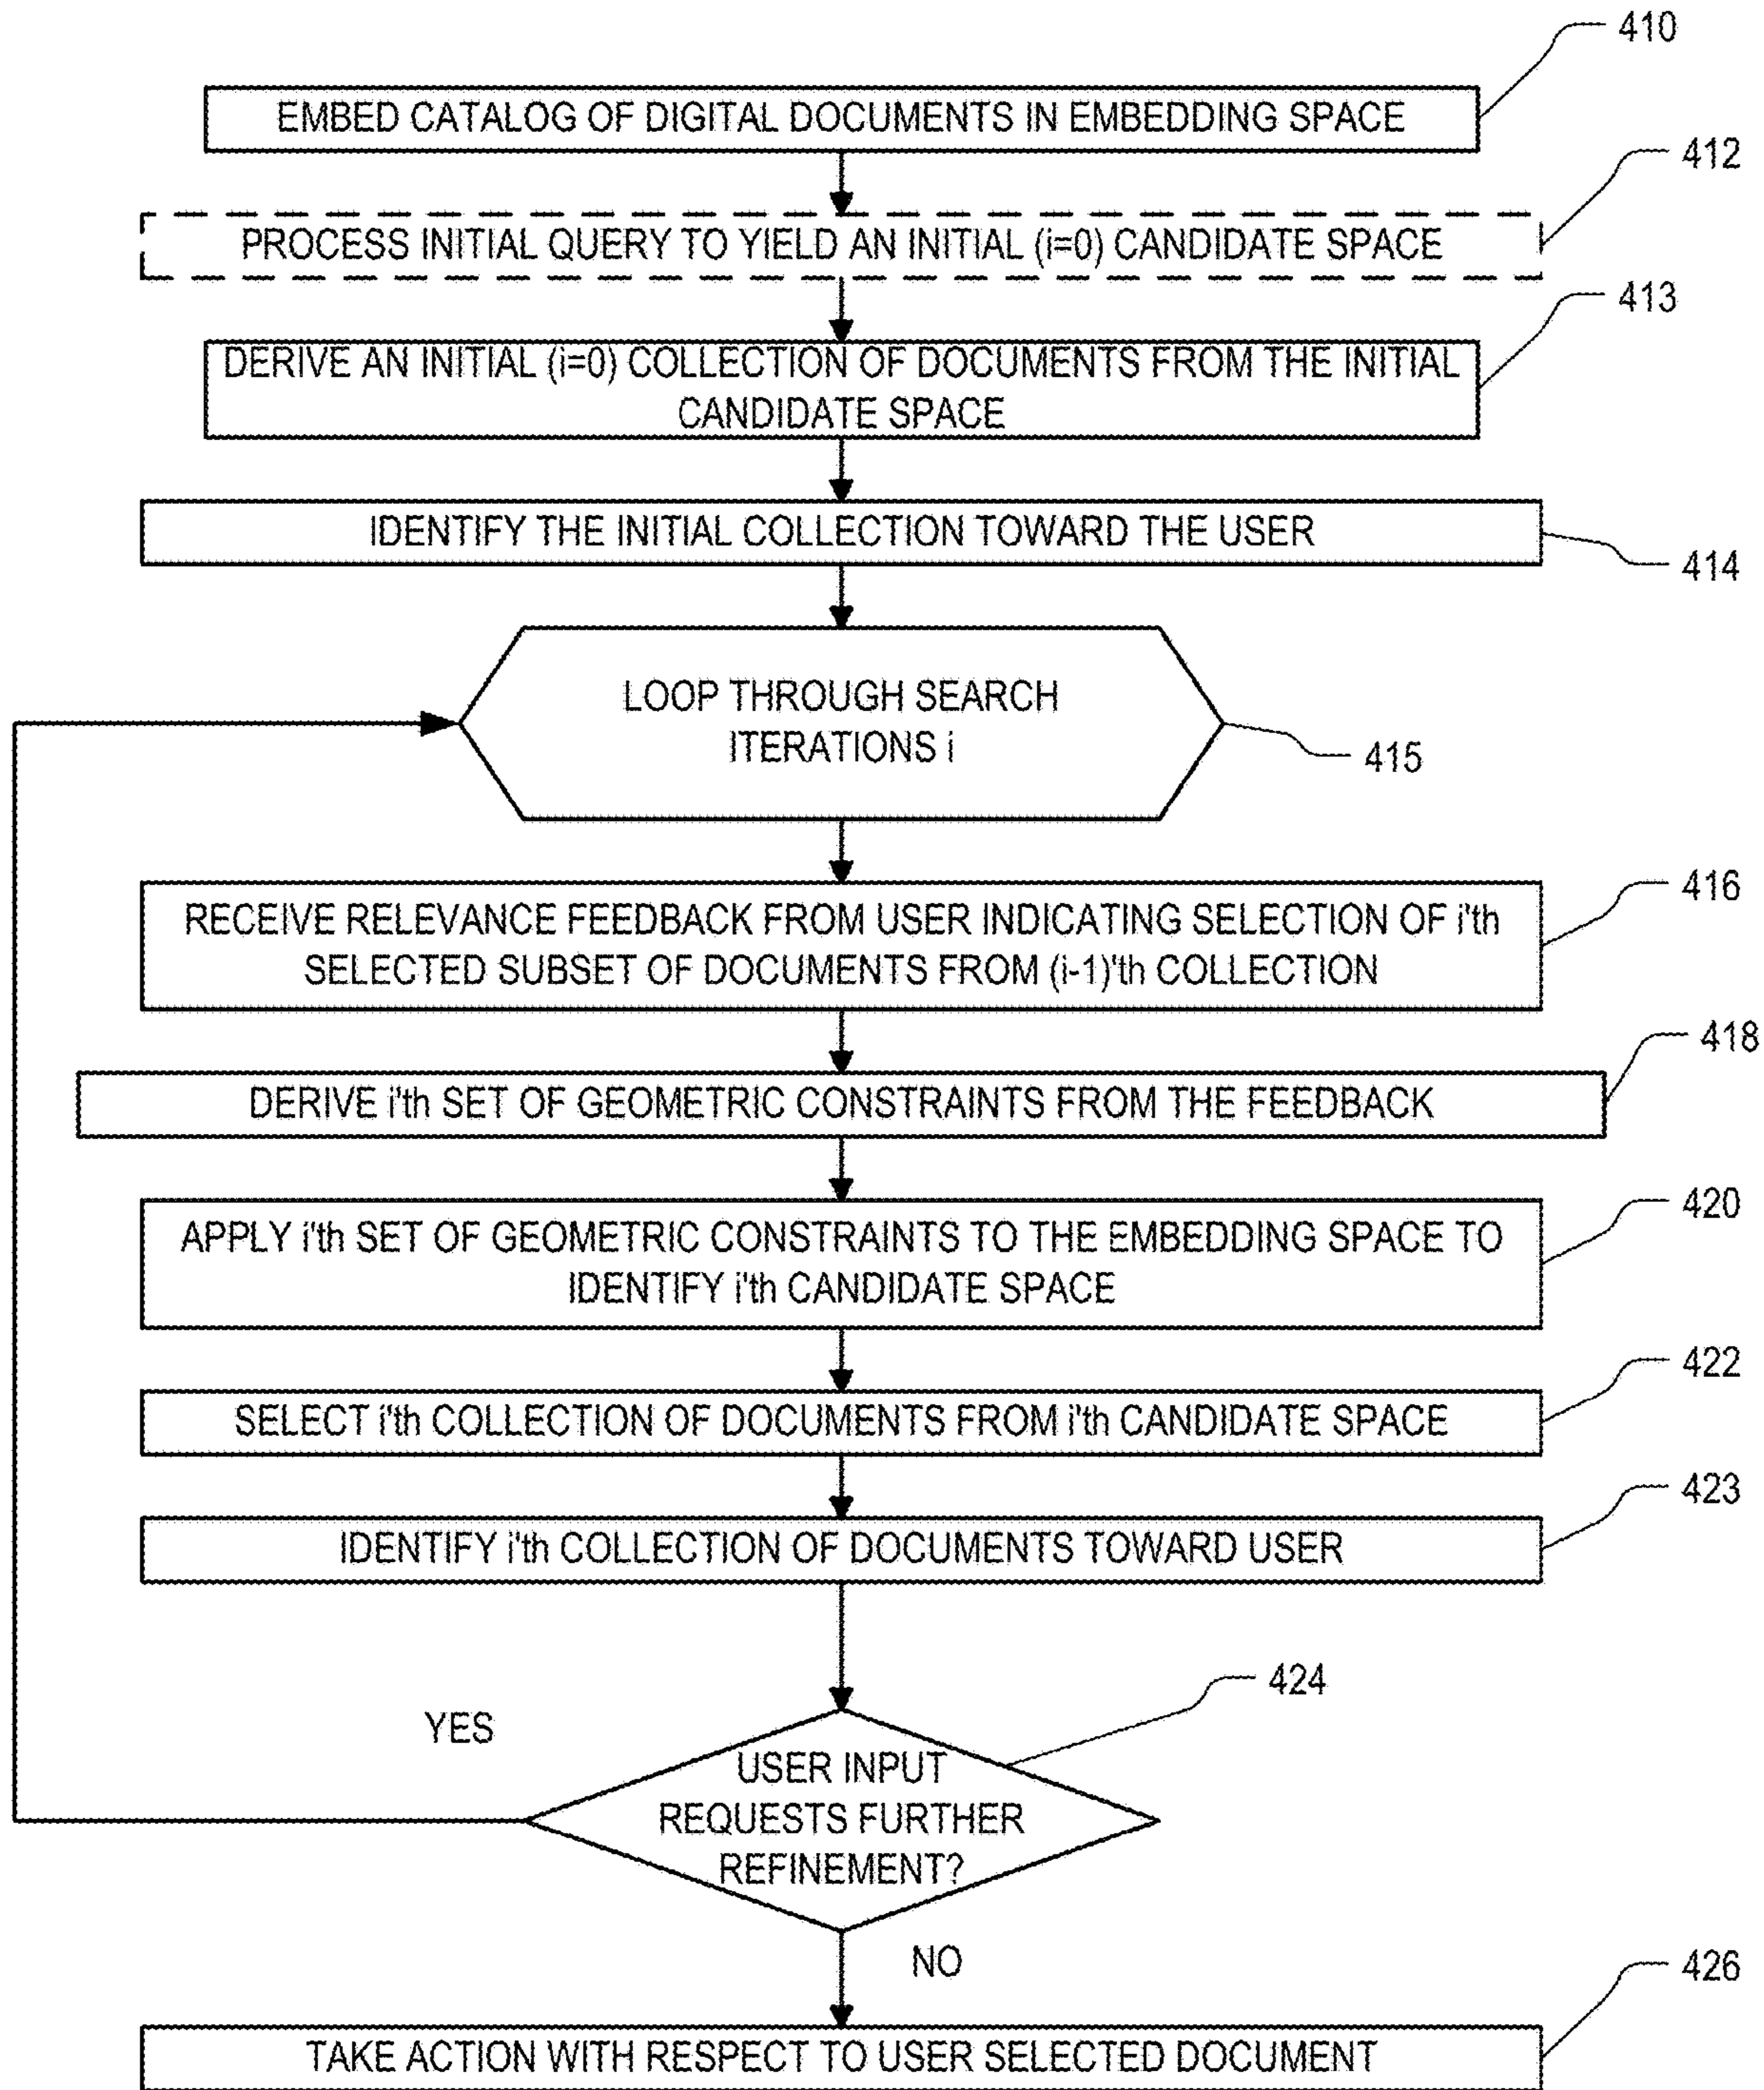 410
EMBED CATALOG OF DIGITAL DOCUMENTS IN EMBEDDING SPACE
412
PROCESS INITIAL QUERY TO YIELD AN INITIAL (i=0) CANDIDATE SPACE
413
DERIVE AN INITIAL (i=0) COLLECTION OF DOCUMENTS FROM THE INITIAL
CANDIDATE SPACE
IDENTIFY THE INITIAL COLLECTION TOWARD THE USER
414
LOOP THROUGH SEARCH
ITERATIONS i
415
416
RECEIVE RELEVANCE FEEDBACK FROM USER INDICATING SELECTION OF i'th
SELECTED SUBSET OF DOCUMENTS FROM (i-1)'th COLLECTION
418
DERIVE i'th SET OF GEOMETRIC CONSTRAINTS FROM THE FEEDBACK
420
APPLY i'th SET OF GEOMETRIC CONSTRAINTS TO THE EMBEDDING SPACE TO
IDENTIFY i'th CANDIDATE SPACE
422
SELECT i'th COLLECTION OF DOCUMENTS FROM i'th CANDIDATE SPACE
423
IDENTIFY i'th COLLECTION OF DOCUMENTS TOWARD USER
424
YES
USER INPUT
REQUESTS FURTHER
REFINEMENT?
NO
426
TAKE ACTION WITH RESPECT TO USER SELECTED DOCUMENT